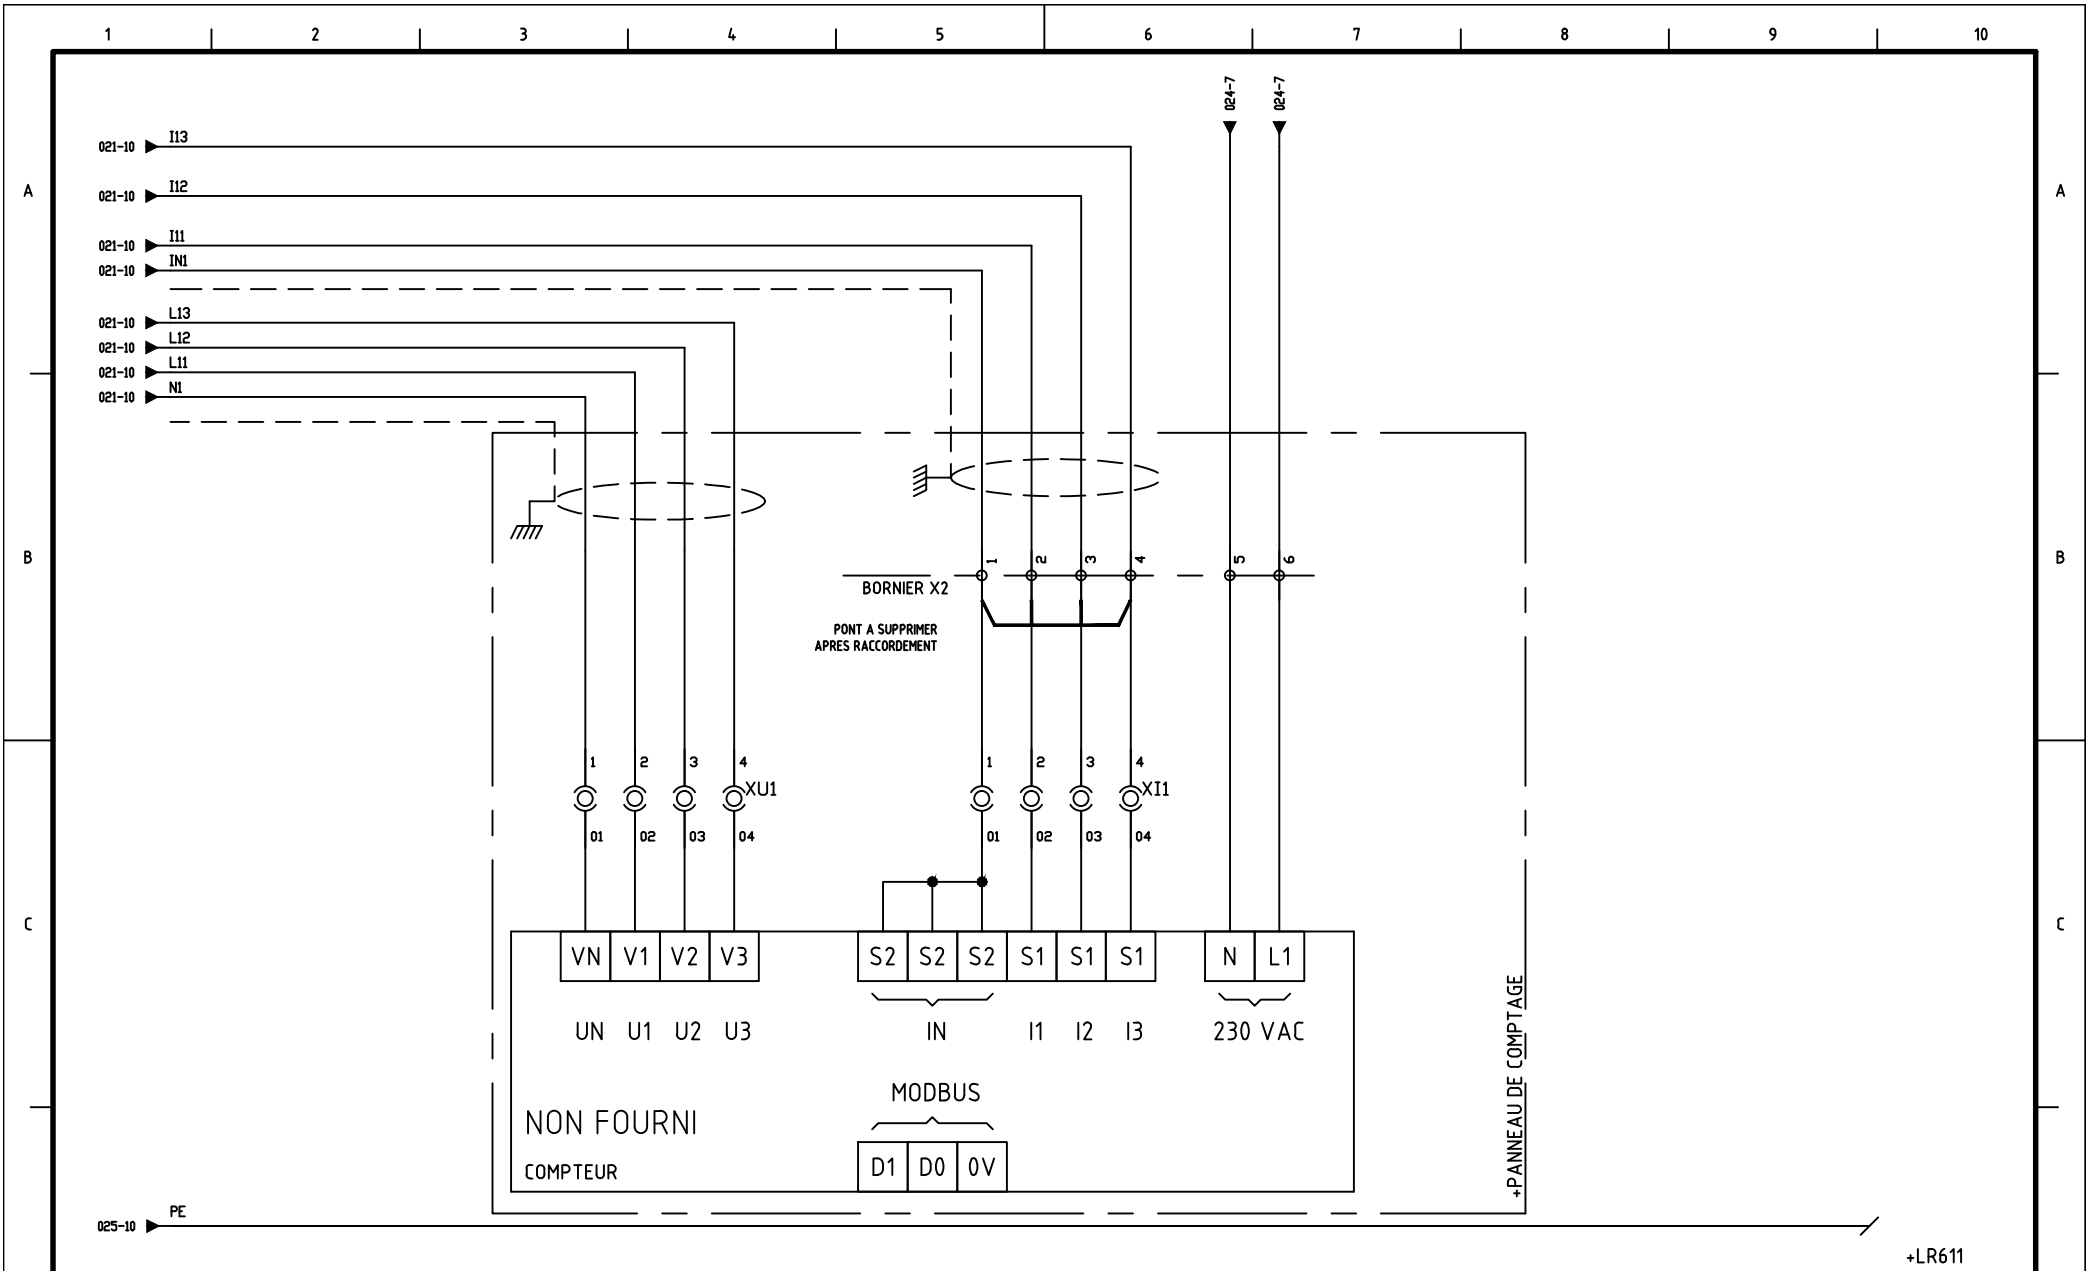 1 2 3 4 5 6 7 8 9 10
024-7 024-7
021-10 I13
A A
021-10 I12
021-10 I11
021-10 IN1
021-10 L13
021-10 L12
021-10 L11
021-10 N1
B B
1 2 3 4 5 6
BORNIER X2
PONT A SUPPRIMER
APRES RACCORDEMENT
1 2 3 4 1 2 3 4
XU1 XI1
01 02 03 04 01 02 03 04
C C
VN V1 V2 V3 S2 S2 S2 S1 S1 S1 N L1
UN U1 U2 U3 IN I1 I2 I3 230 VAC
+PANNEAU DE COMPTAGE
MODBUS
NON FOURNI
COMPTEUR
D1 D0 0V
025-10 PE
+LR611